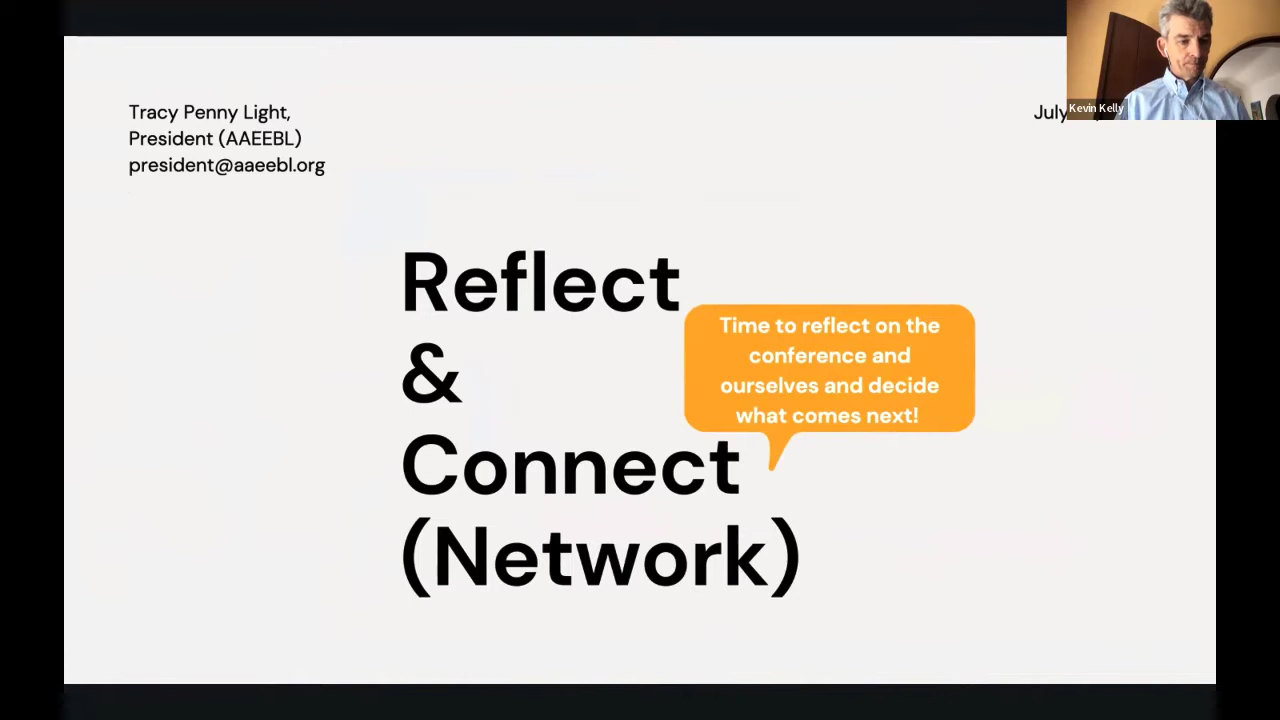 Tracy Penny Light,
President (AAEEBL)
president@aaeebl.org
July
Kevin Kelly
Reflect
&
Connect
(Network)
Time to reflect on the
conference and
ourselves and decide
what comes next!